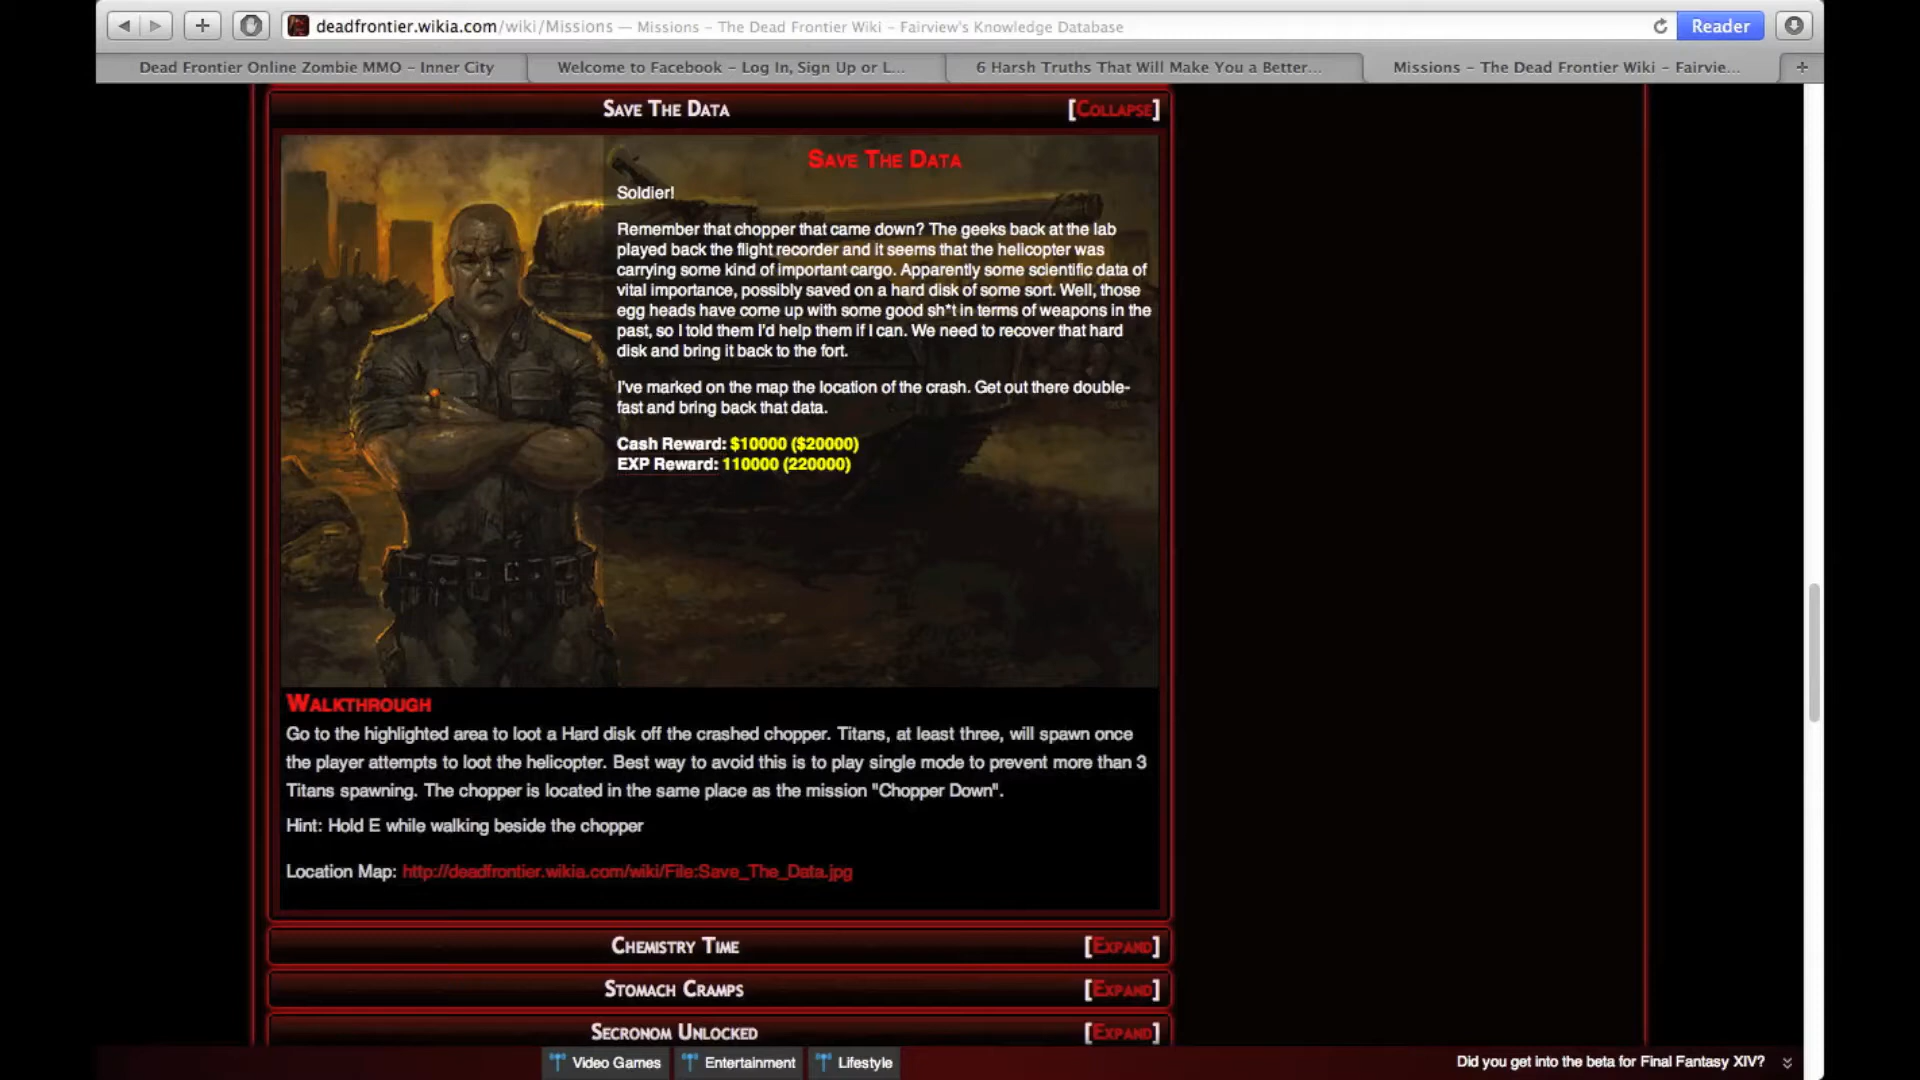 deadfrontier.wikia.com/wiki/Missions — Missions – The Dead Frontier Wiki – Fairview's Knowledge Database
Reader
Dead Frontier Online Zombie MMO – Inner City
Welcome to Facebook – Log In, Sign Up or L...
6 Harsh Truths That Will Make You a Better...
Missions – The Dead Frontier Wiki – Fairvie...
Save The Data
[Collapse]
Save The Data
Soldier!
Remember that chopper that came down? The geeks back at the lab
played back the flight recorder and it seems that the helicopter was
carrying some kind of important cargo. Apparently some scientific data of
vital importance, possibly saved on a hard disk of some sort. Well, those
egg heads have come up with some good sh*t in terms of weapons in the
past, so I told them I'd help them if I can. We need to recover that hard
disk and bring it back to the fort.
I've marked on the map the location of the crash. Get out there double-
fast and bring back that data.
Cash Reward: $10000 ($20000)
EXP Reward: 110000 (220000)
Walkthrough
Go to the highlighted area to loot a Hard disk off the crashed chopper. Titans, at least three, will spawn once
the player attempts to loot the helicopter. Best way to avoid this is to play single mode to prevent more than 3
Titans spawning. The chopper is located in the same place as the mission "Chopper Down".
Hint: Hold E while walking beside the chopper
Location Map: http://deadfrontier.wikia.com/wiki/File:Save_The_Data.jpg
Chemistry Time
[Expand]
Stomach Cramps
[Expand]
Secronom Unlocked
[Expand]
Video Games
Entertainment
Lifestyle
Did you get into the beta for Final Fantasy XIV?